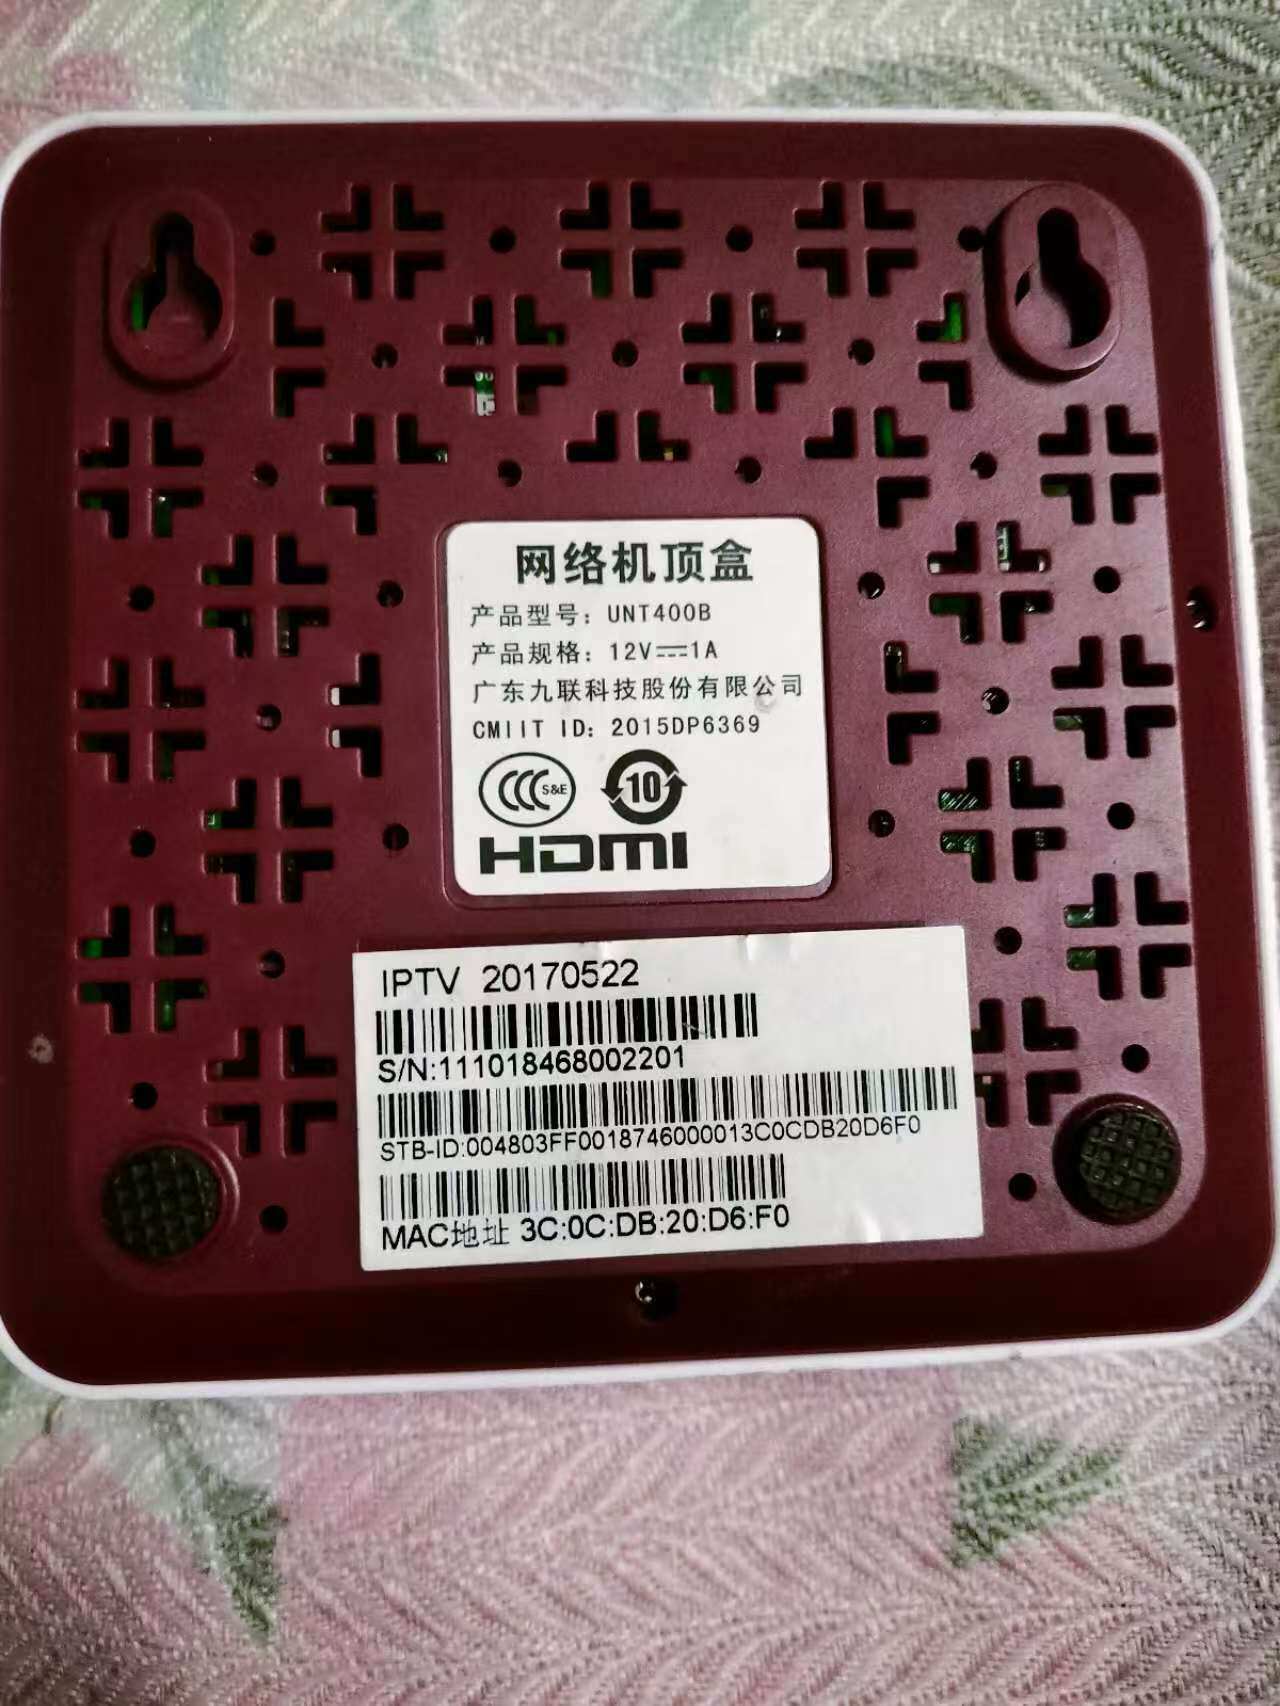 网络机顶盒
产品型号：UNT400B
产品规格：12V⎓1A
广东九联科技股份有限公司
CMIIT ID：2015DP6369
S&E
10
HDMI
IPTV 20170522
S/N:111018468002201
STB-ID:004803FF0018746000013C0CDB20D6F0
MAC地址 3C:0C:DB:20:D6:F0